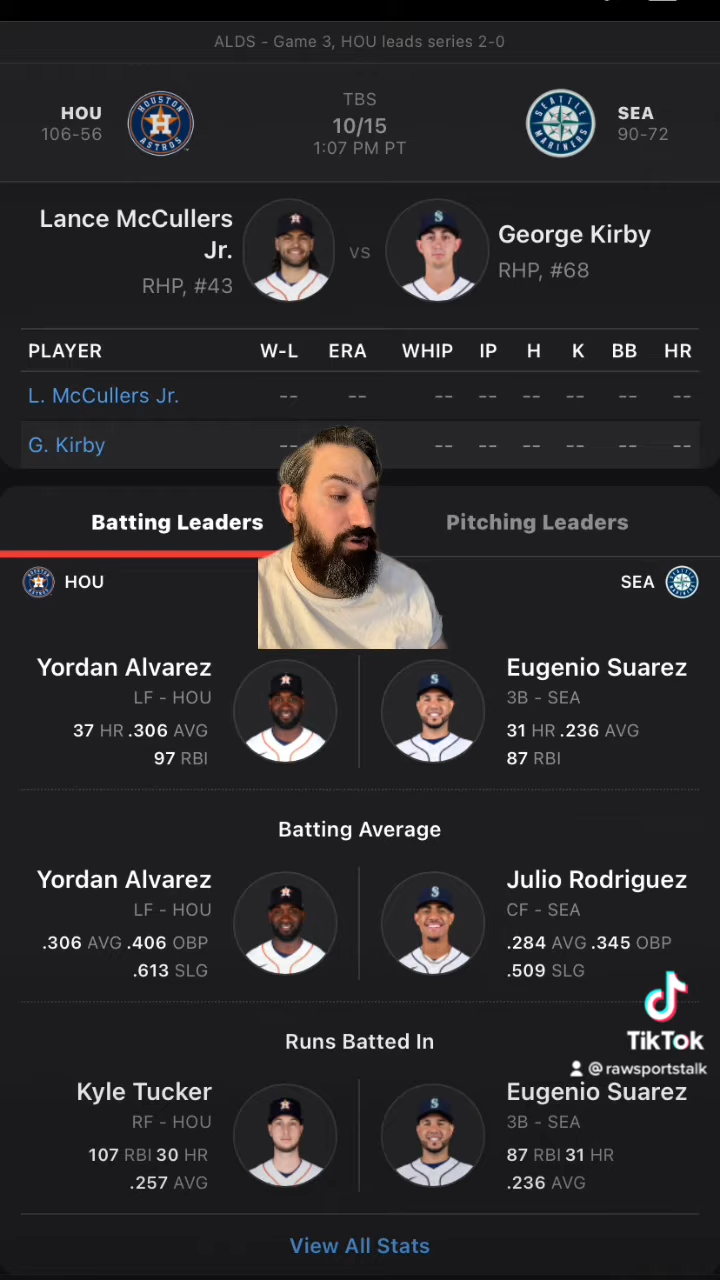 ALDS - Game 3, HOU leads series 2-0
HOU
106-56
TBS
10/15
1:07 PM PT
SEA
90-72
Lance McCullers
Jr.
RHP, #43
vs
George Kirby
RHP, #68
PLAYER W-L ERA WHIP IP H K BB HR
L. McCullers Jr. -- -- -- -- -- -- -- --
G. Kirby -- -- -- -- -- -- --
Batting Leaders Pitching Leaders
HOU SEA
Yordan Alvarez
LF - HOU
37 HR .306 AVG
97 RBI
Eugenio Suarez
3B - SEA
31 HR .236 AVG
87 RBI
Batting Average
Yordan Alvarez
LF - HOU
.306 AVG .406 OBP
.613 SLG
Julio Rodriguez
CF - SEA
.284 AVG .345 OBP
.509 SLG
TikTok
@rawsportstalk
Runs Batted In
Kyle Tucker
RF - HOU
107 RBI 30 HR
.257 AVG
Eugenio Suarez
3B - SEA
87 RBI 31 HR
.236 AVG
View All Stats